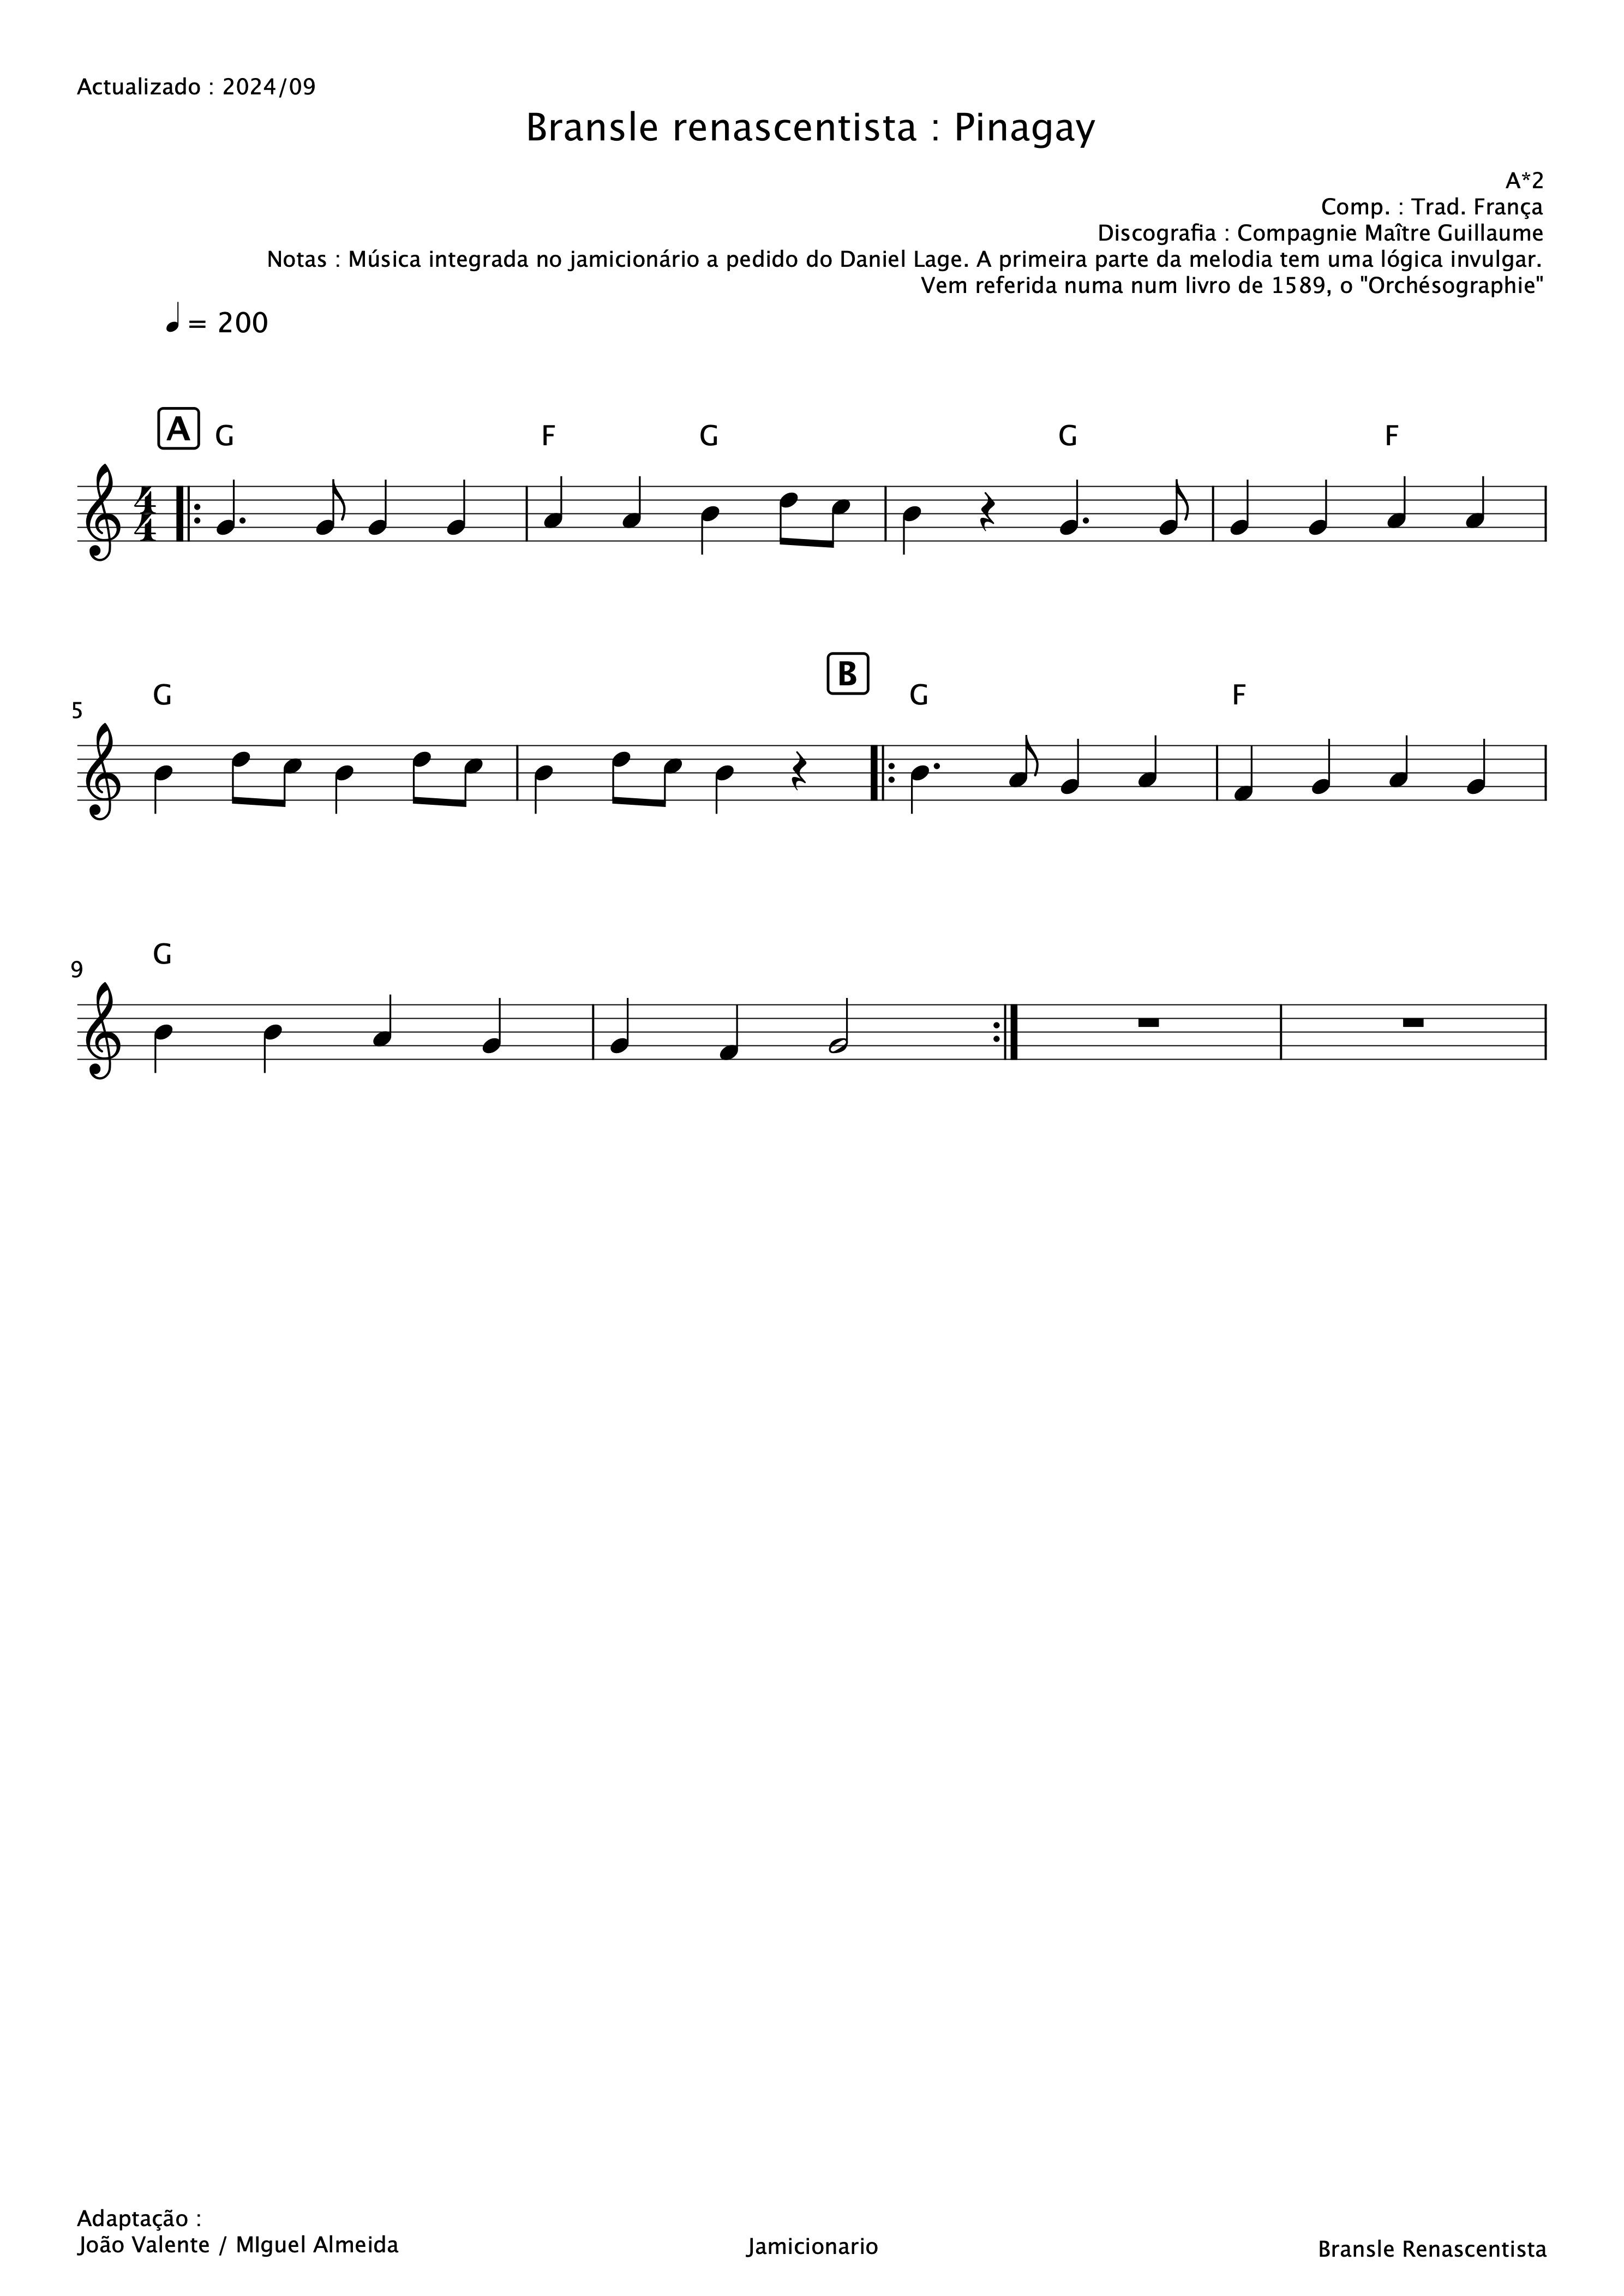 Actualizado : 2024/09
Bransle renascentista : Pinagay
A*2
Comp. : Trad. França
Discografia : Compagnie Maître Guillaume
Notas : Música integrada no jamicionário a pedido do Daniel Lage. A primeira parte da melodia tem uma lógica invulgar.
Vem referida numa num livro de 1589, o "Orchésographie"
= 200
A G F G G F
4
4
B
5 G G F
9 G
Adaptação :
João Valente / MIguel Almeida
Jamicionario
Bransle Renascentista